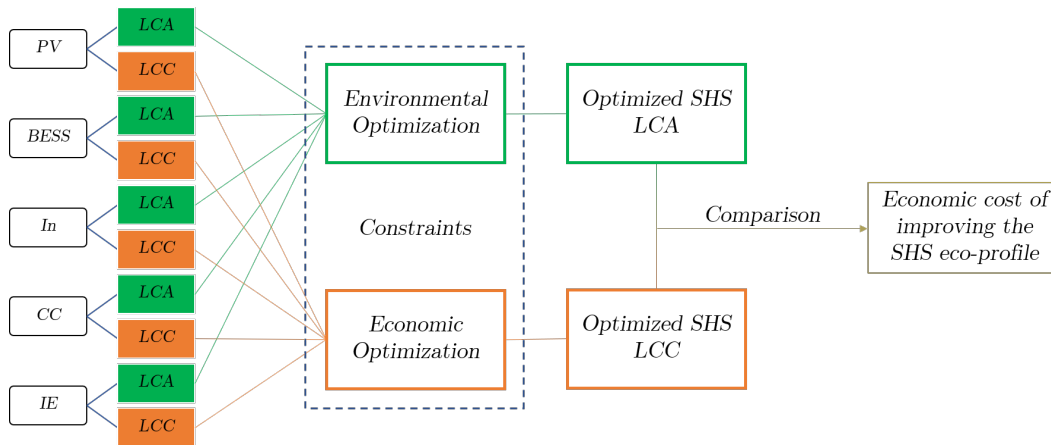 PV
LCA
LCC
BESS
LCA
LCC
In
LCA
LCC
CC
LCA
LCC
IE
LCA
LCC
Environmental
Optimization
Constraints
Economic
Optimization
Optimized SHS
LCA
Optimized SHS
LCC
Comparison
Economic cost of
improving the
SHS eco-profile